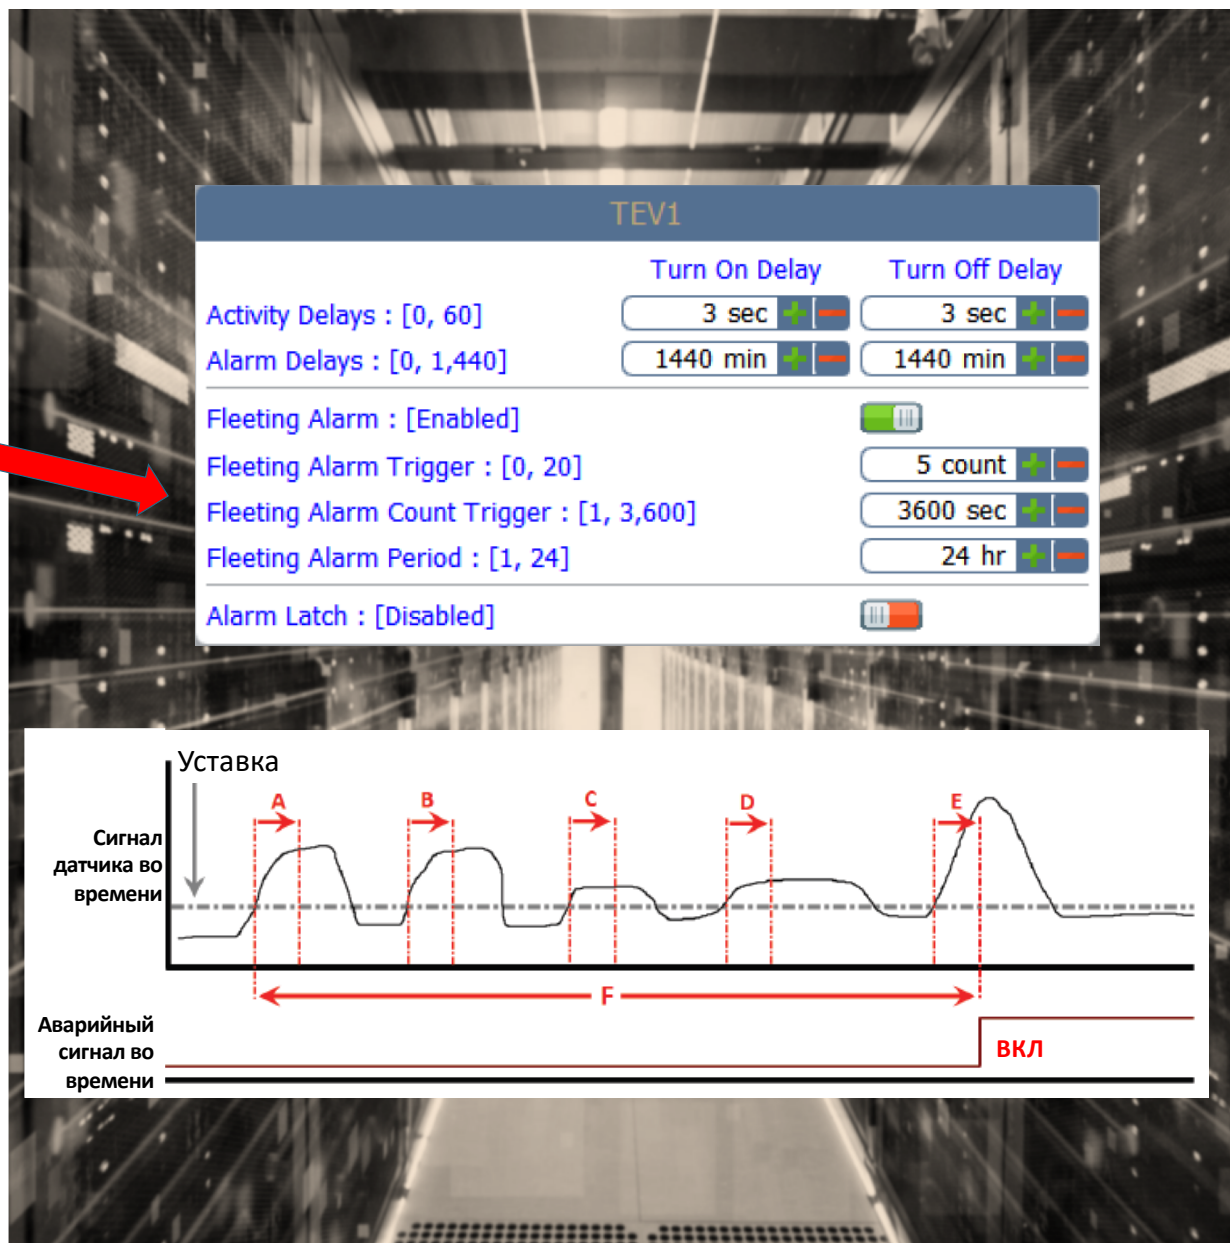 TEV1
Turn On Delay Turn Off Delay
Activity Delays : [0, 60] 3 sec 3 sec
Alarm Delays : [0, 1,440] 1440 min 1440 min
Fleeting Alarm : [Enabled]
Fleeting Alarm Trigger : [0, 20] 5 count
Fleeting Alarm Count Trigger : [1, 3,600] 3600 sec
Fleeting Alarm Period : [1, 24] 24 hr
Alarm Latch : [Disabled]
Уставка
A B C D E
Сигнал
датчика во
времени
F
Аварийный
сигнал во
времени
ВКЛ